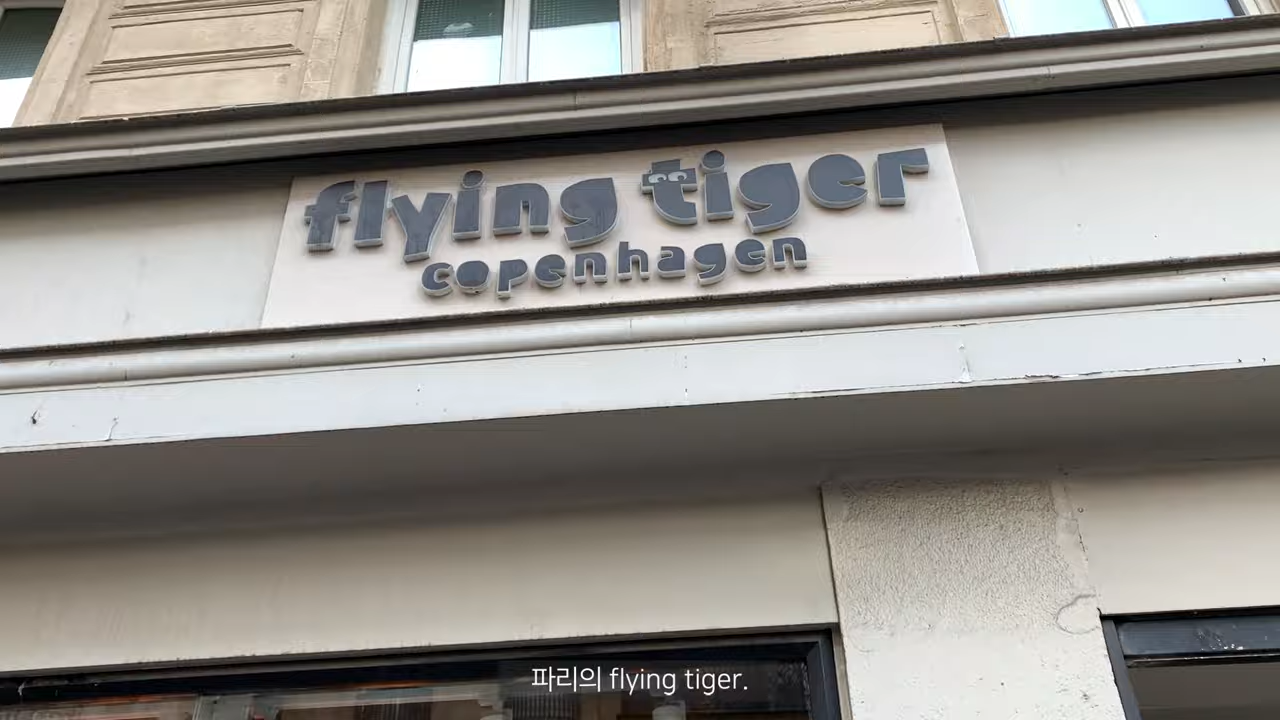 flying tiger
copenhagen
파리의 flying tiger.